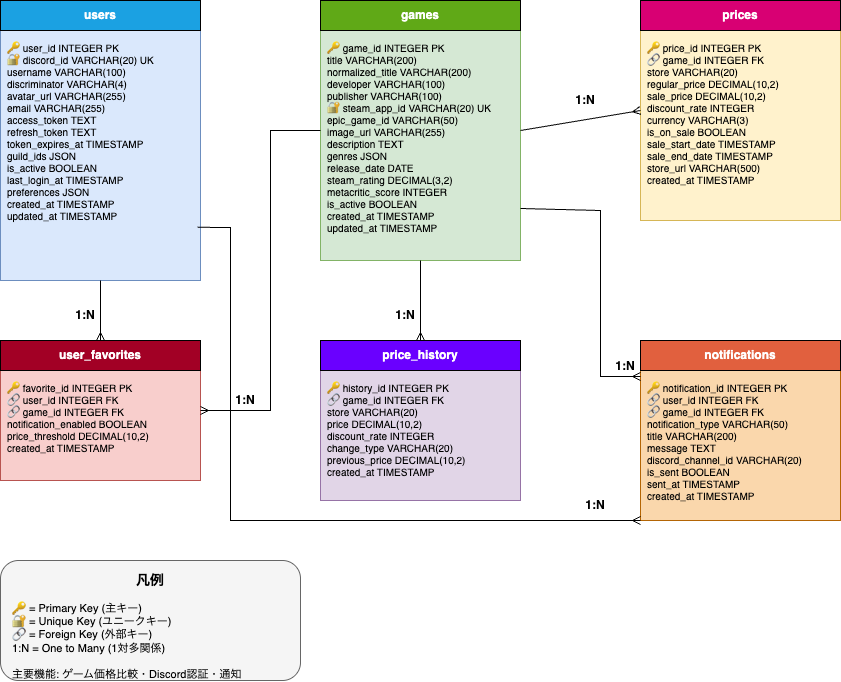 users
🔑 user_id INTEGER PK
🔐 discord_id VARCHAR(20) UK
username VARCHAR(100)
discriminator VARCHAR(4)
avatar_url VARCHAR(255)
email VARCHAR(255)
access_token TEXT
refresh_token TEXT
token_expires_at TIMESTAMP
guild_ids JSON
is_active BOOLEAN
last_login_at TIMESTAMP
preferences JSON
created_at TIMESTAMP
updated_at TIMESTAMP
games
🔑 game_id INTEGER PK
title VARCHAR(200)
normalized_title VARCHAR(200)
developer VARCHAR(100)
publisher VARCHAR(100)
🔐 steam_app_id VARCHAR(20) UK
epic_game_id VARCHAR(50)
image_url VARCHAR(255)
description TEXT
genres JSON
release_date DATE
steam_rating DECIMAL(3,2)
metacritic_score INTEGER
is_active BOOLEAN
created_at TIMESTAMP
updated_at TIMESTAMP
1:N
prices
🔑 price_id INTEGER PK
🔗 game_id INTEGER FK
store VARCHAR(20)
regular_price DECIMAL(10,2)
sale_price DECIMAL(10,2)
discount_rate INTEGER
currency VARCHAR(3)
is_on_sale BOOLEAN
sale_start_date TIMESTAMP
sale_end_date TIMESTAMP
store_url VARCHAR(500)
created_at TIMESTAMP
1:N
1:N
1:N
1:N
user_favorites
🔑 favorite_id INTEGER PK
🔗 user_id INTEGER FK
🔗 game_id INTEGER FK
notification_enabled BOOLEAN
price_threshold DECIMAL(10,2)
created_at TIMESTAMP
price_history
🔑 history_id INTEGER PK
🔗 game_id INTEGER FK
store VARCHAR(20)
price DECIMAL(10,2)
discount_rate INTEGER
change_type VARCHAR(20)
previous_price DECIMAL(10,2)
created_at TIMESTAMP
notifications
🔑 notification_id INTEGER PK
🔗 user_id INTEGER FK
🔗 game_id INTEGER FK
notification_type VARCHAR(50)
title VARCHAR(200)
message TEXT
discord_channel_id VARCHAR(20)
is_sent BOOLEAN
sent_at TIMESTAMP
created_at TIMESTAMP
1:N
凡例
🔑 = Primary Key (主キー)
🔐 = Unique Key (ユニークキー)
🔗 = Foreign Key (外部キー)
1:N = One to Many (1対多関係)
主要機能: ゲーム価格比較・Discord認証・通知